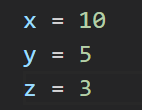 x = 10
y = 5
z = 3